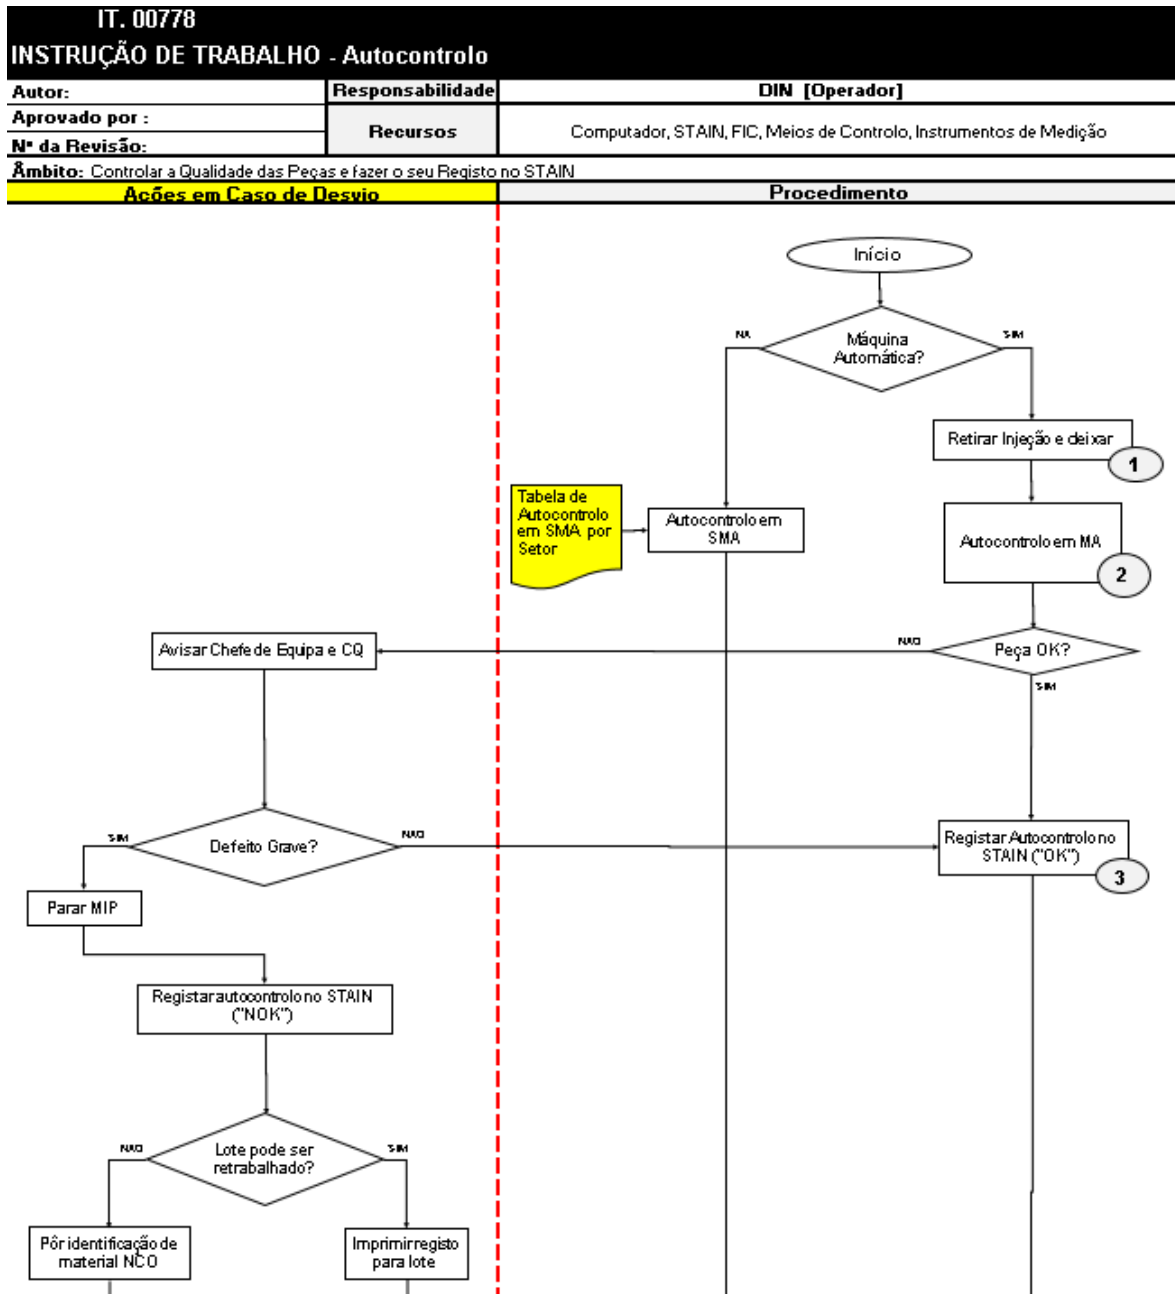 IT. 00778
INSTRUÇÃO DE TRABALHO - Autocontrolo
Autor:
Responsabilidade
DIN [Operador]
Aprovado por :
Recursos
Computador, STAIN, FIC, Meios de Controlo, Instrumentos de Medição
Nº da Revisão:
Âmbito: Controlar a Qualidade das Peças e fazer o seu Registo no STAIN
Acões em Caso de Desvio
Procedimento
Início
Máquina
Automática?
NA
SIM
Retirar Injeção e deixar
1
Tabela de
Autocontrolo
em SMA por
Setor
Autocontrolo em
SMA
Autocontrolo em MA
2
Avisar Chefe de Equipa e CQ
NAO
Peça OK?
SIM
SIM
Defeito Grave?
NAO
Registar Autocontrolo no
STAIN ("OK")
3
Parar MIP
Registar autocontrolo no STAIN
("NOK")
NAO
Lote pode ser
retrabalhado?
SIM
Pôr identificação de
material NCO
Imprimir registo
para lote